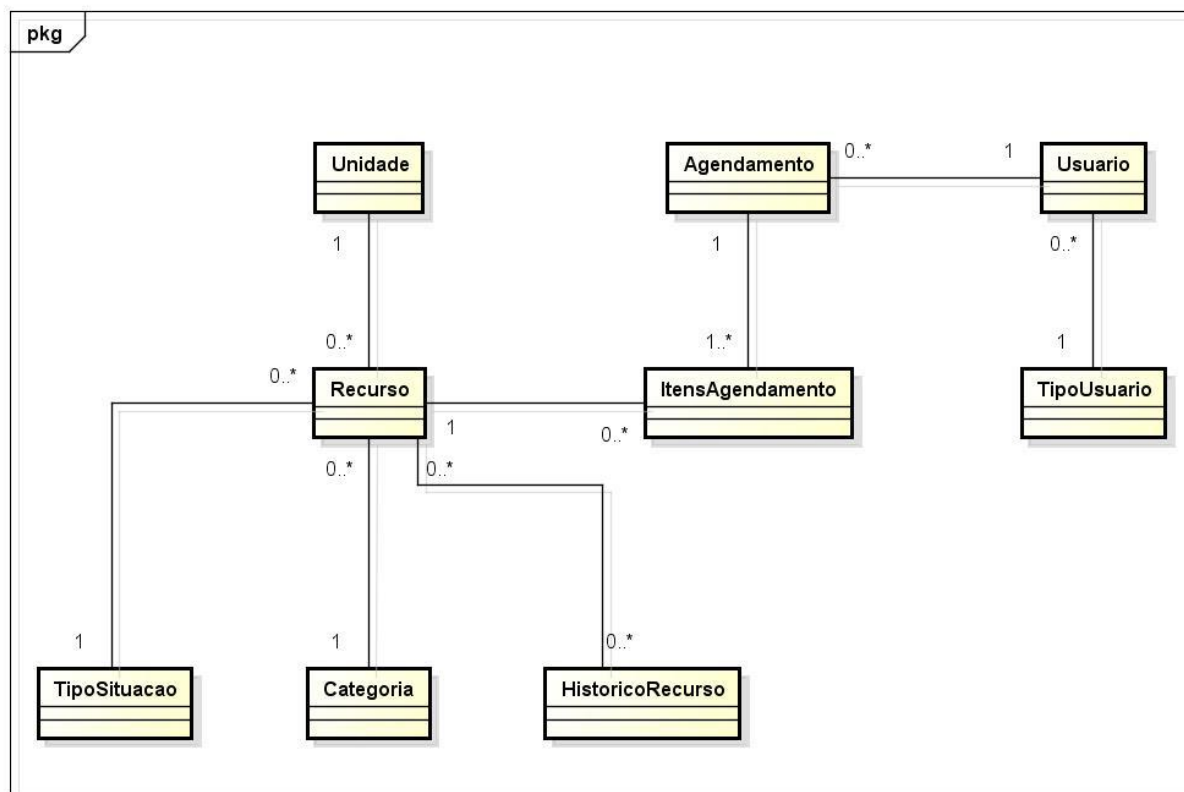 pkg
Unidade
Agendamento
0..*
1
Usuario
1
1
0..*
0..*
1..*
1
0..*
Recurso
ItensAgendamento
TipoUsuario
1
0..*
0..*
0..*
1
1
0..*
TipoSituacao
Categoria
HistoricoRecurso